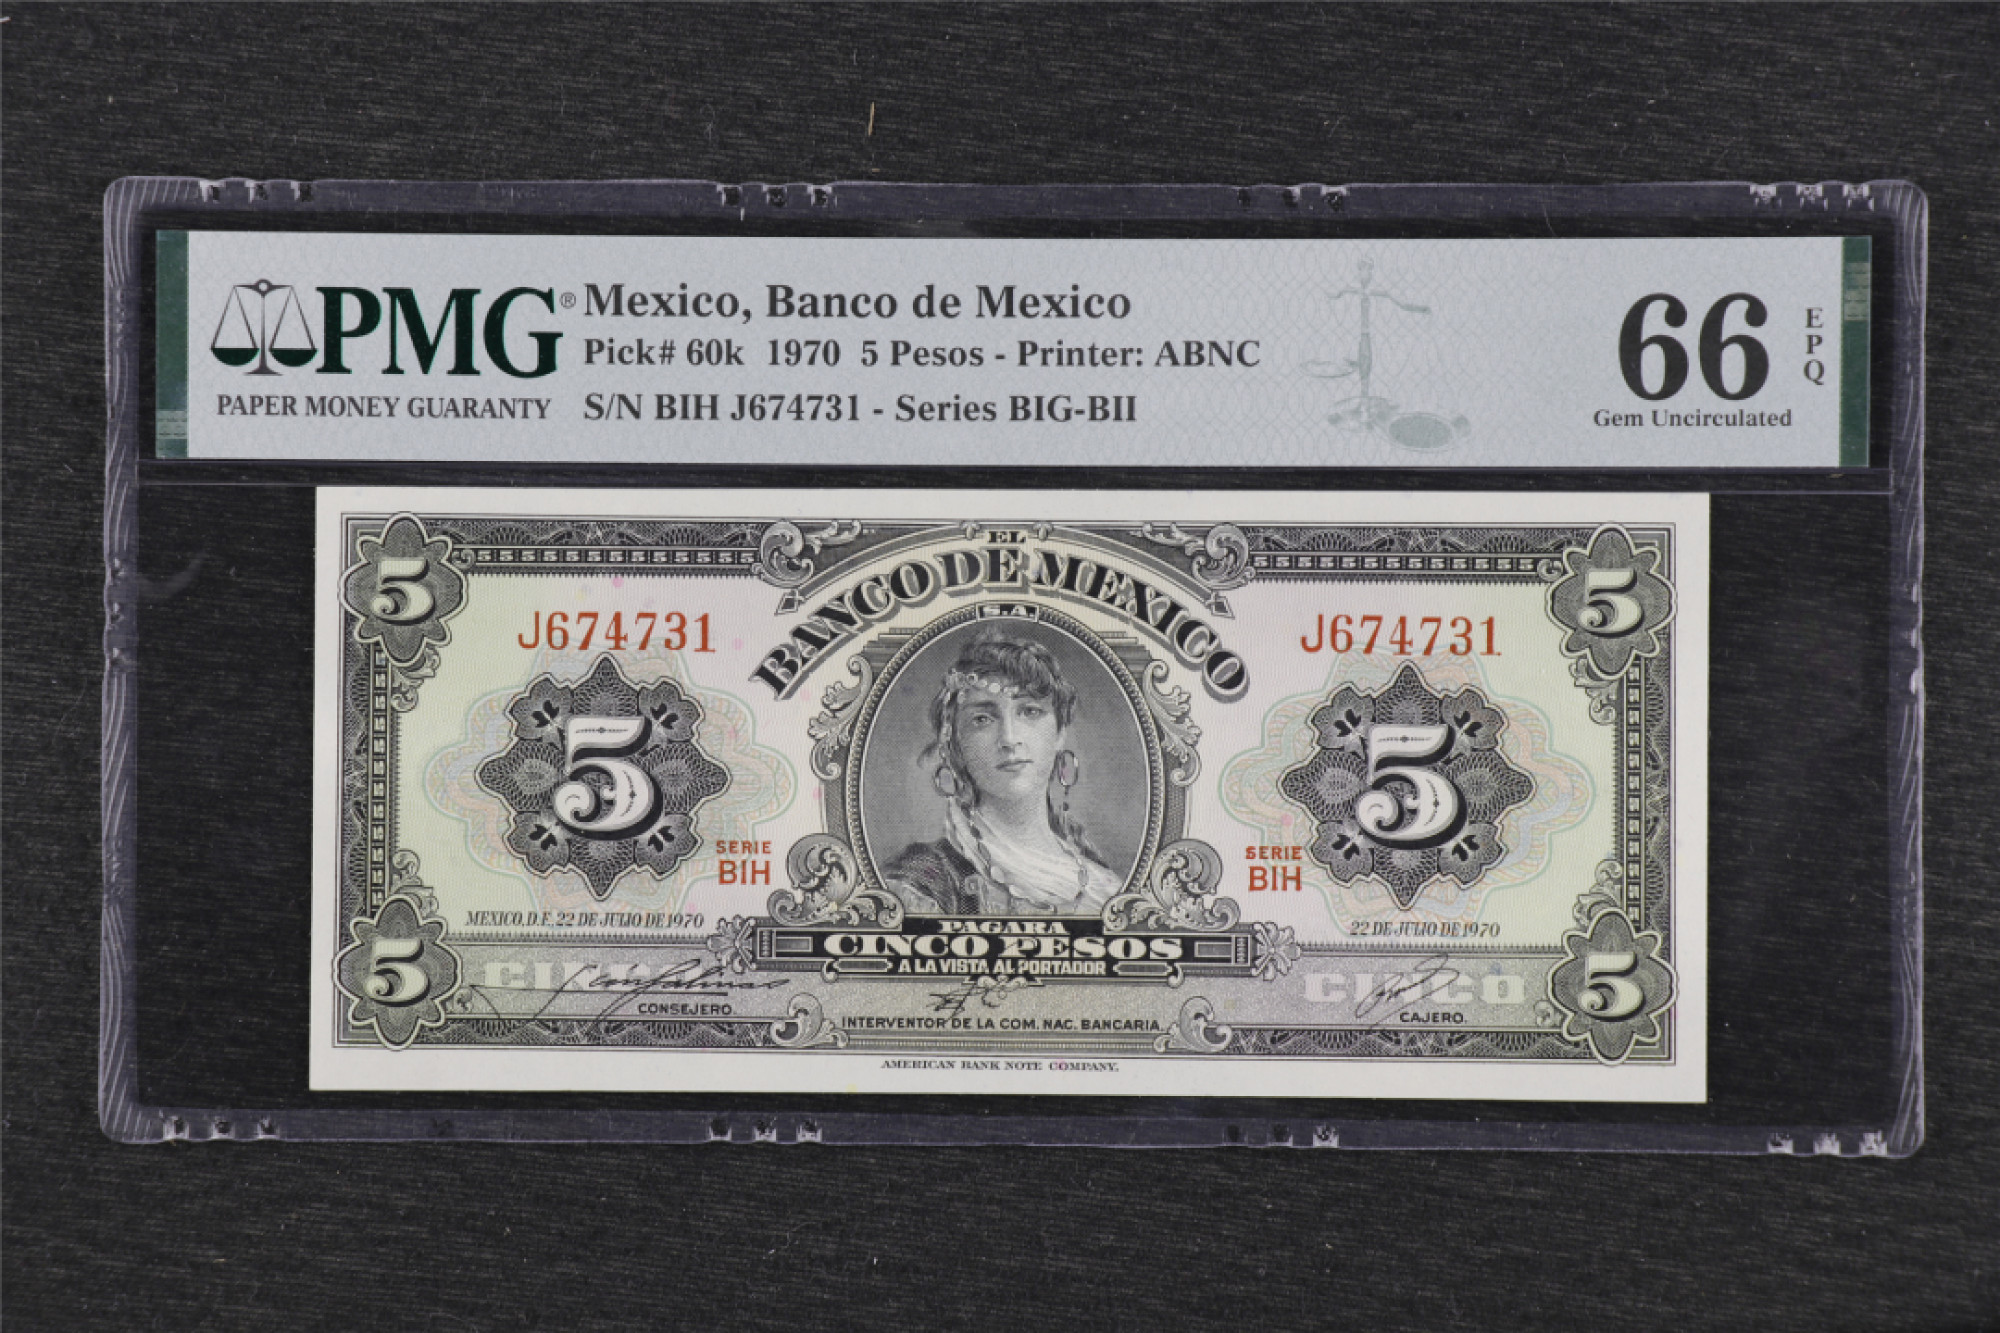 PMG®
PAPER MONEY GUARANTY
Mexico, Banco de Mexico
Pick# 60k 1970 5 Pesos - Printer: ABNC
S/N BIH J674731 - Series BIG-BII
66
EPQ
Gem Uncirculated
5 555555555555555 EL 555555555555555 5
BANCO DE MEXICO
S.A.
J674731 J674731
5 5
SERIE SERIE
BIH BIH
MEXICO, D.F., 22 DE JULIO DE 1970 22 DE JULIO DE 1970
PAGARA
CINCO PESOS
A LA VISTA AL PORTADOR
5 CINCO CINCO 5
CONSEJERO.
INTERVENTOR DE LA COM. NAC. BANCARIA.
CAJERO.
AMERICAN BANK NOTE COMPANY.